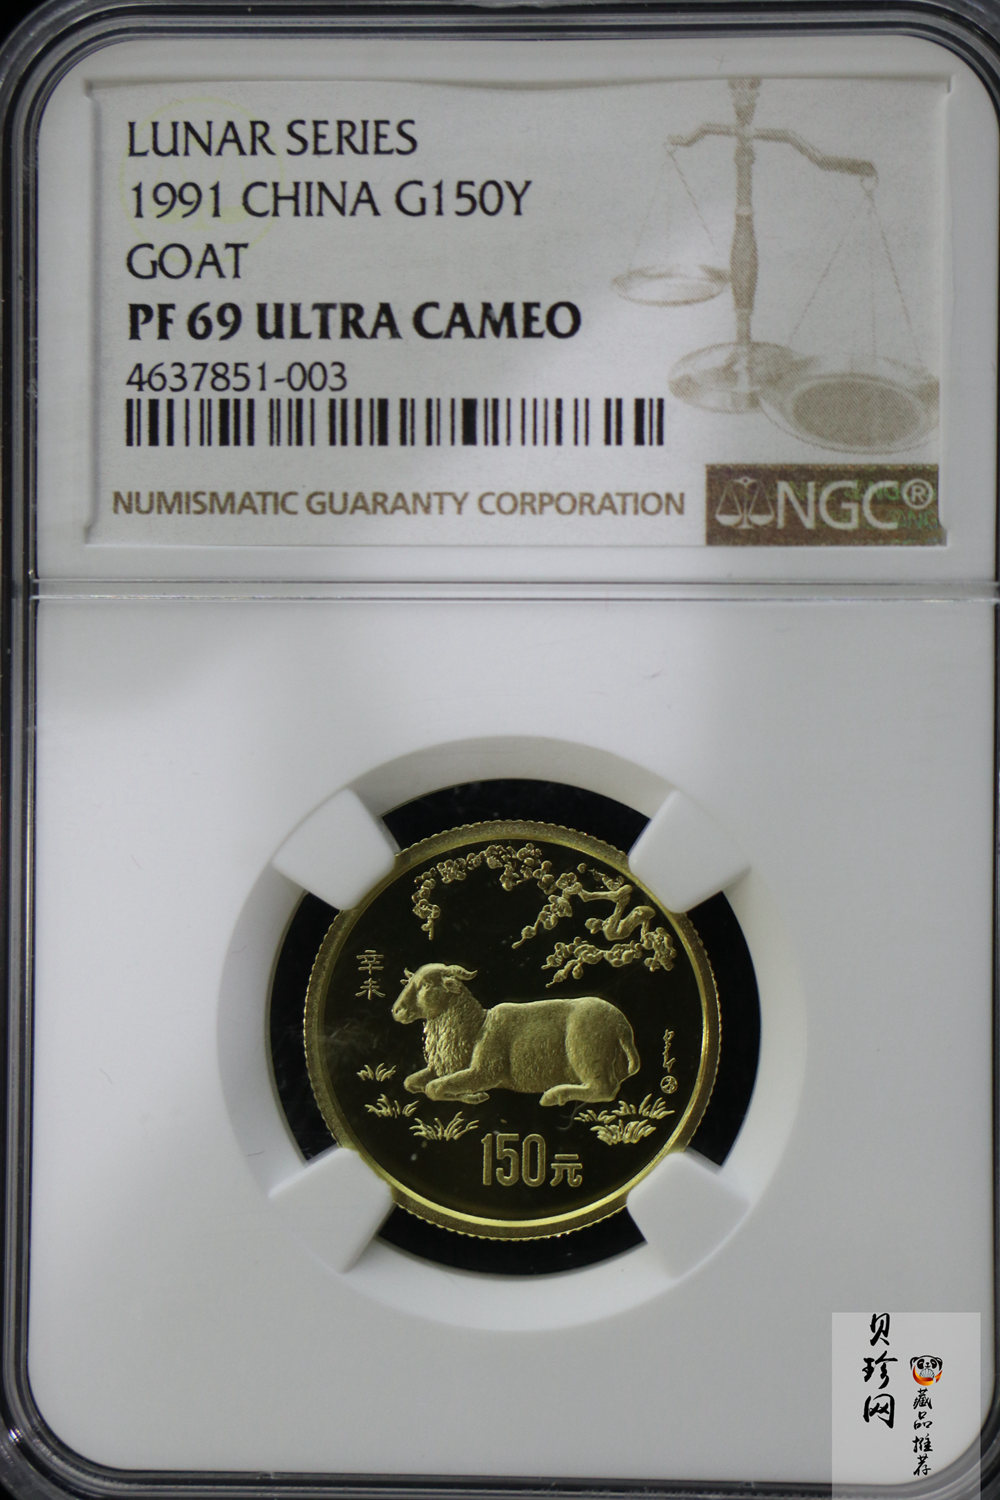 LUNAR SERIES
1991 CHINA G150Y
GOAT
PF 69 ULTRA CAMEO
4637851-003
NUMISMATIC GUARANTY CORPORATION
NGC®
辛未
150元
贝珍网
藏品推荐